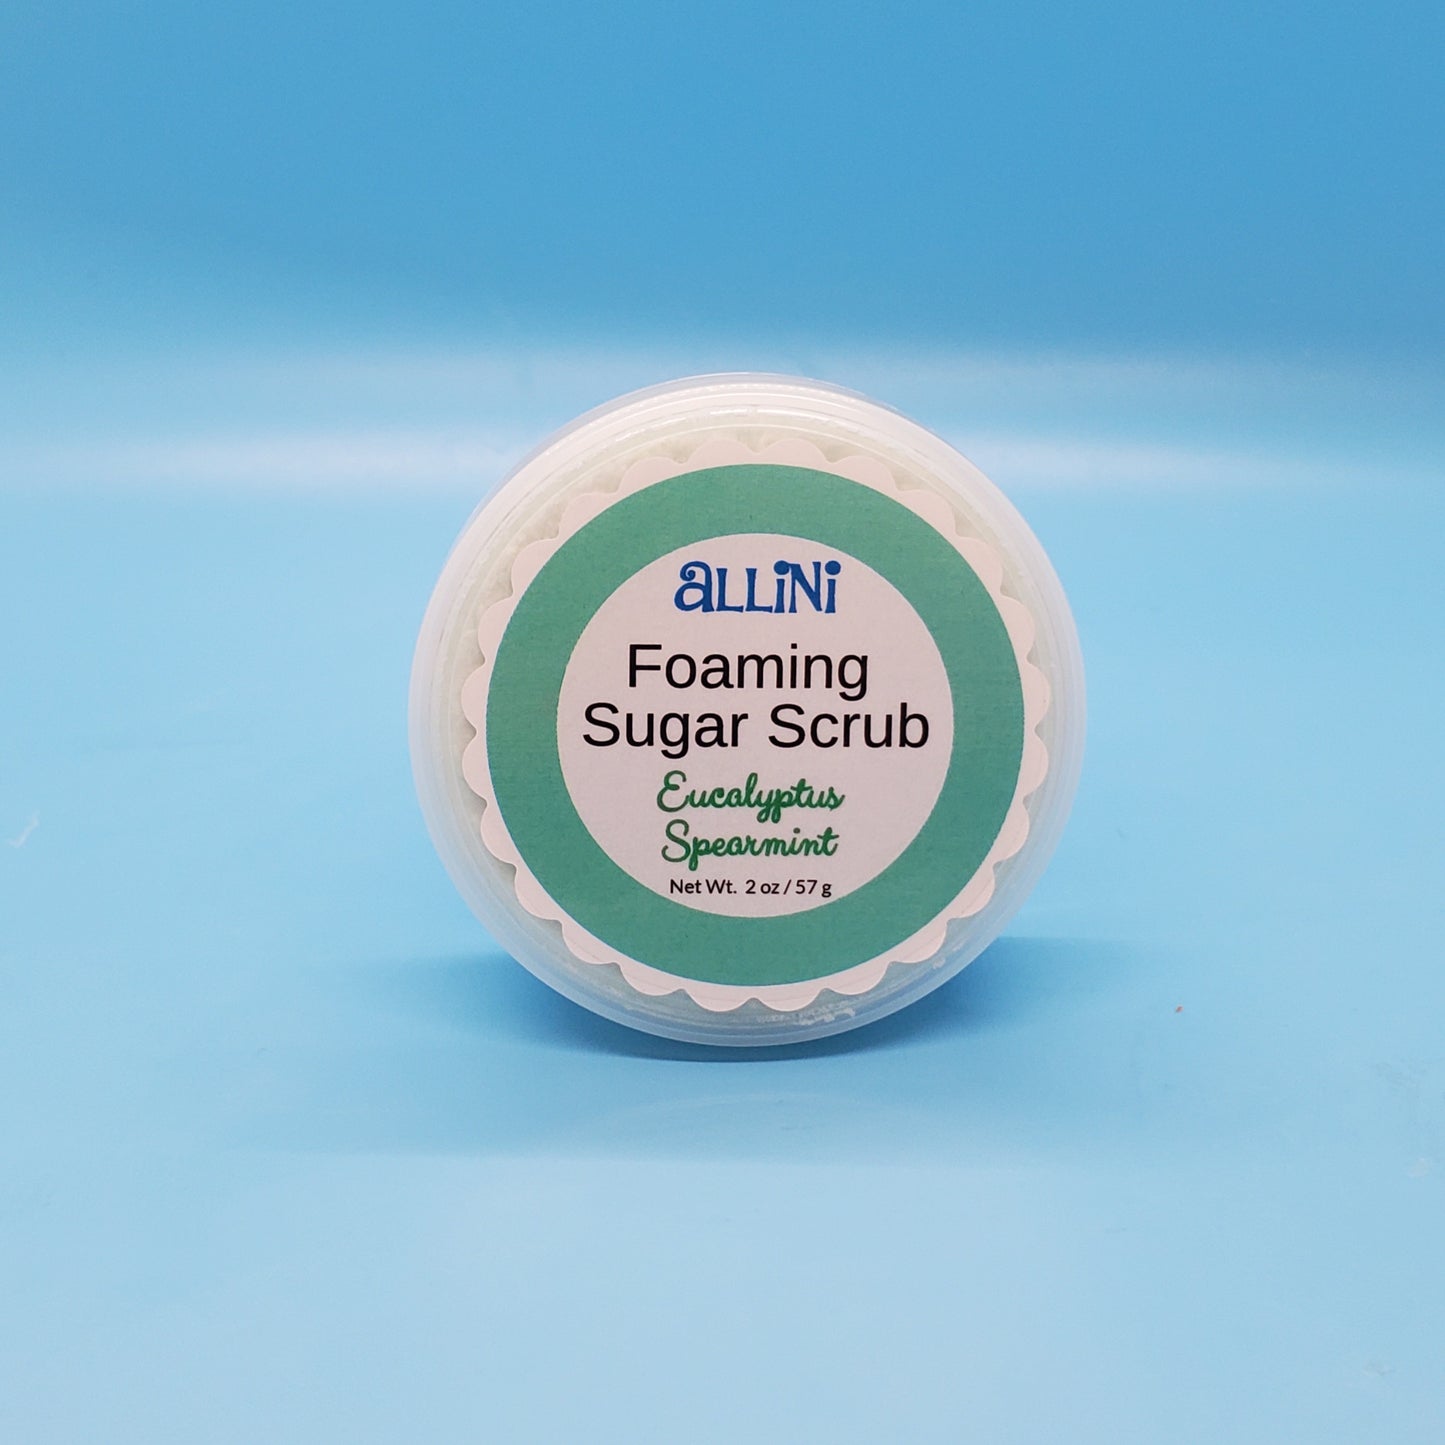 ALLiNi
Foaming
Sugar Scrub
Eucalyptus
Spearmint
Net Wt. 2 oz / 57 g